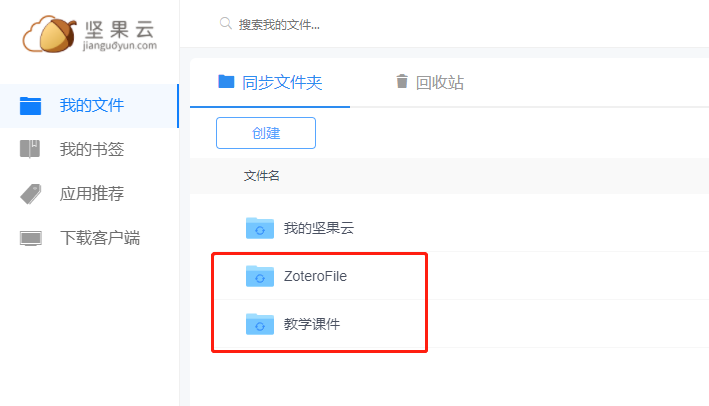 坚果云
jianguoyun.com
搜索我的文件...
我的文件
我的书签
应用推荐
下载客户端
同步文件夹
回收站
创建
文件名
我的坚果云
ZoteroFile
教学课件